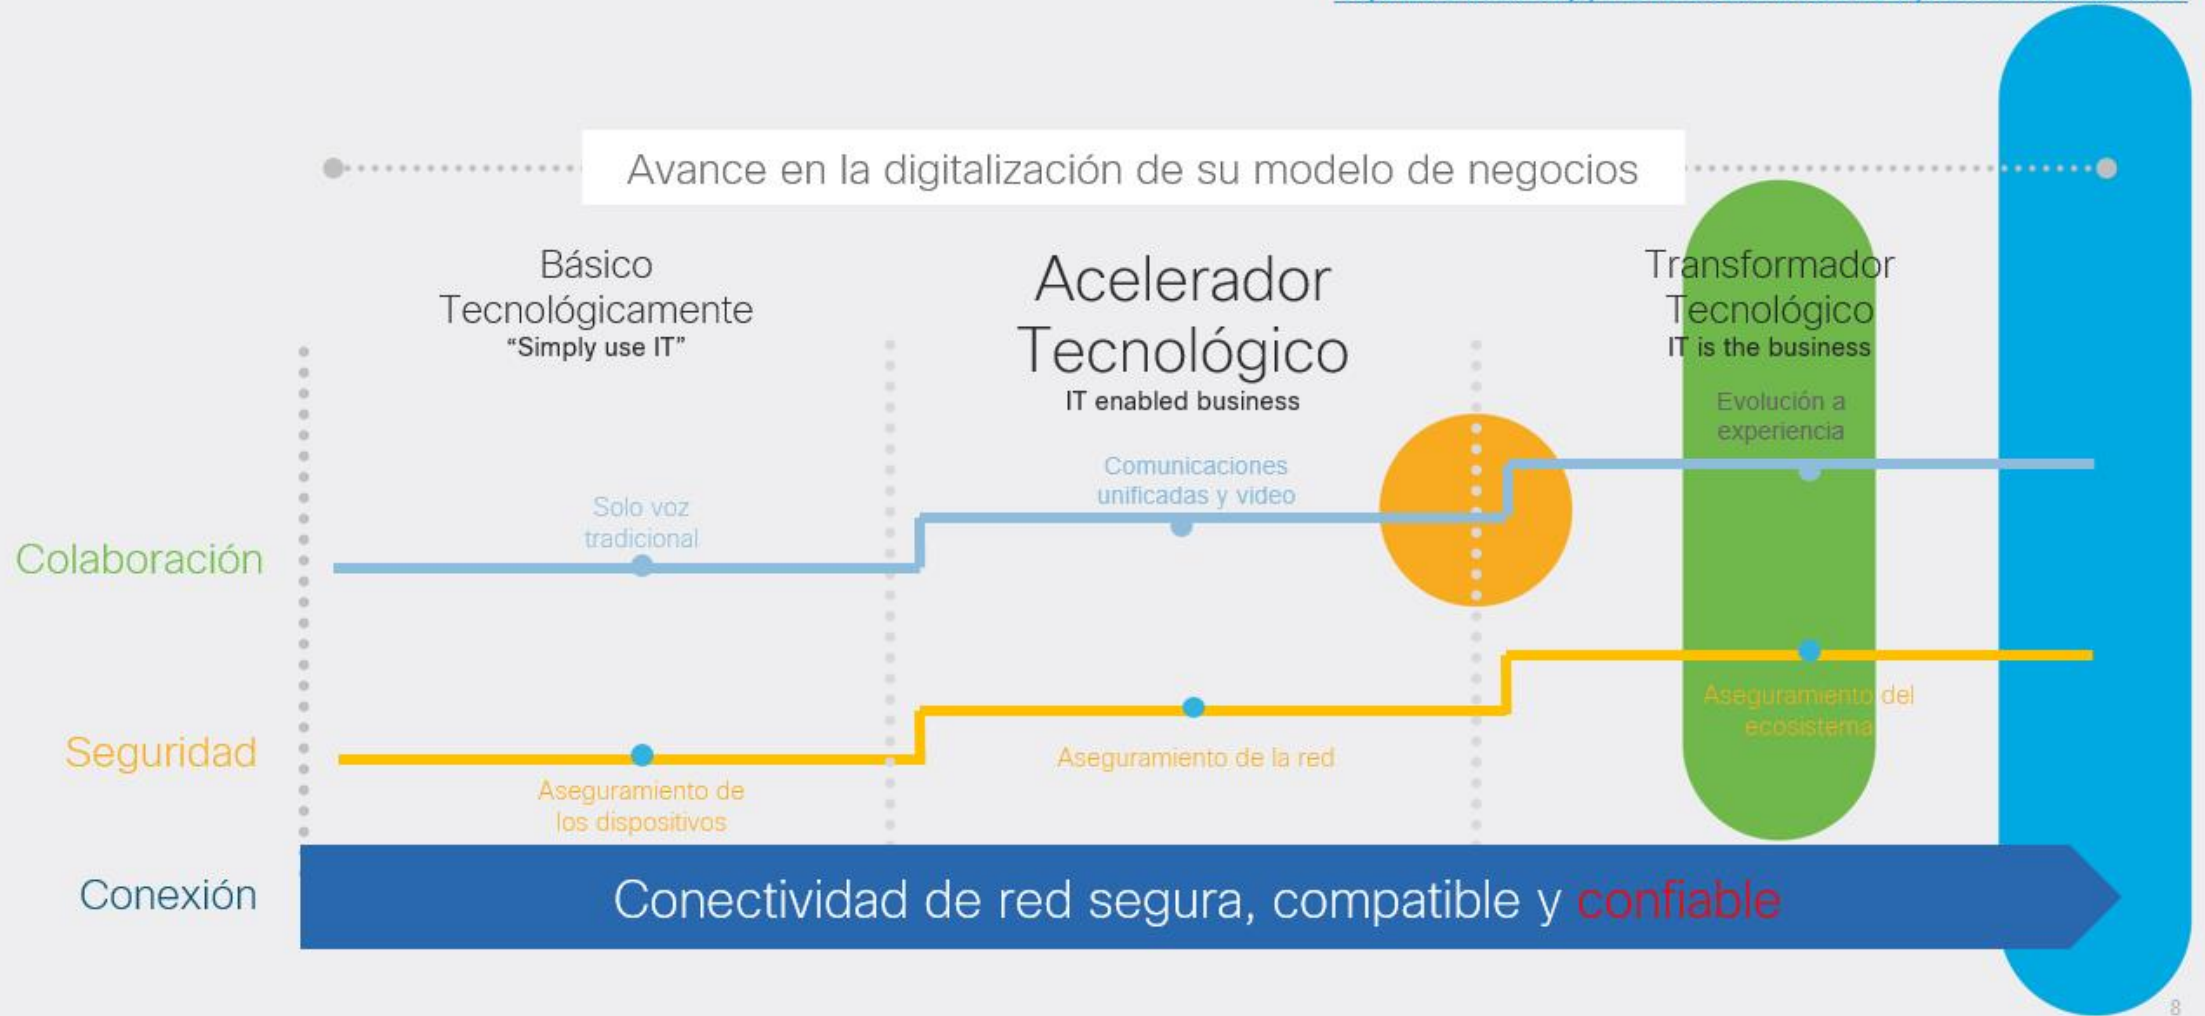 Avance en la digitalización de su modelo de negocios
Básico
Tecnológicamente
“Simply use IT”
Acelerador
Tecnológico
IT enabled business
Transformador
Tecnológico
IT is the business
Evolución a
experiencia
Comunicaciones
unificadas y video
Solo voz
tradicional
Colaboración
Seguridad
Aseguramiento de
los dispositivos
Aseguramiento de la red
Aseguramiento del
ecosistema
Conexión
Conectividad de red segura, compatible y confiable
8